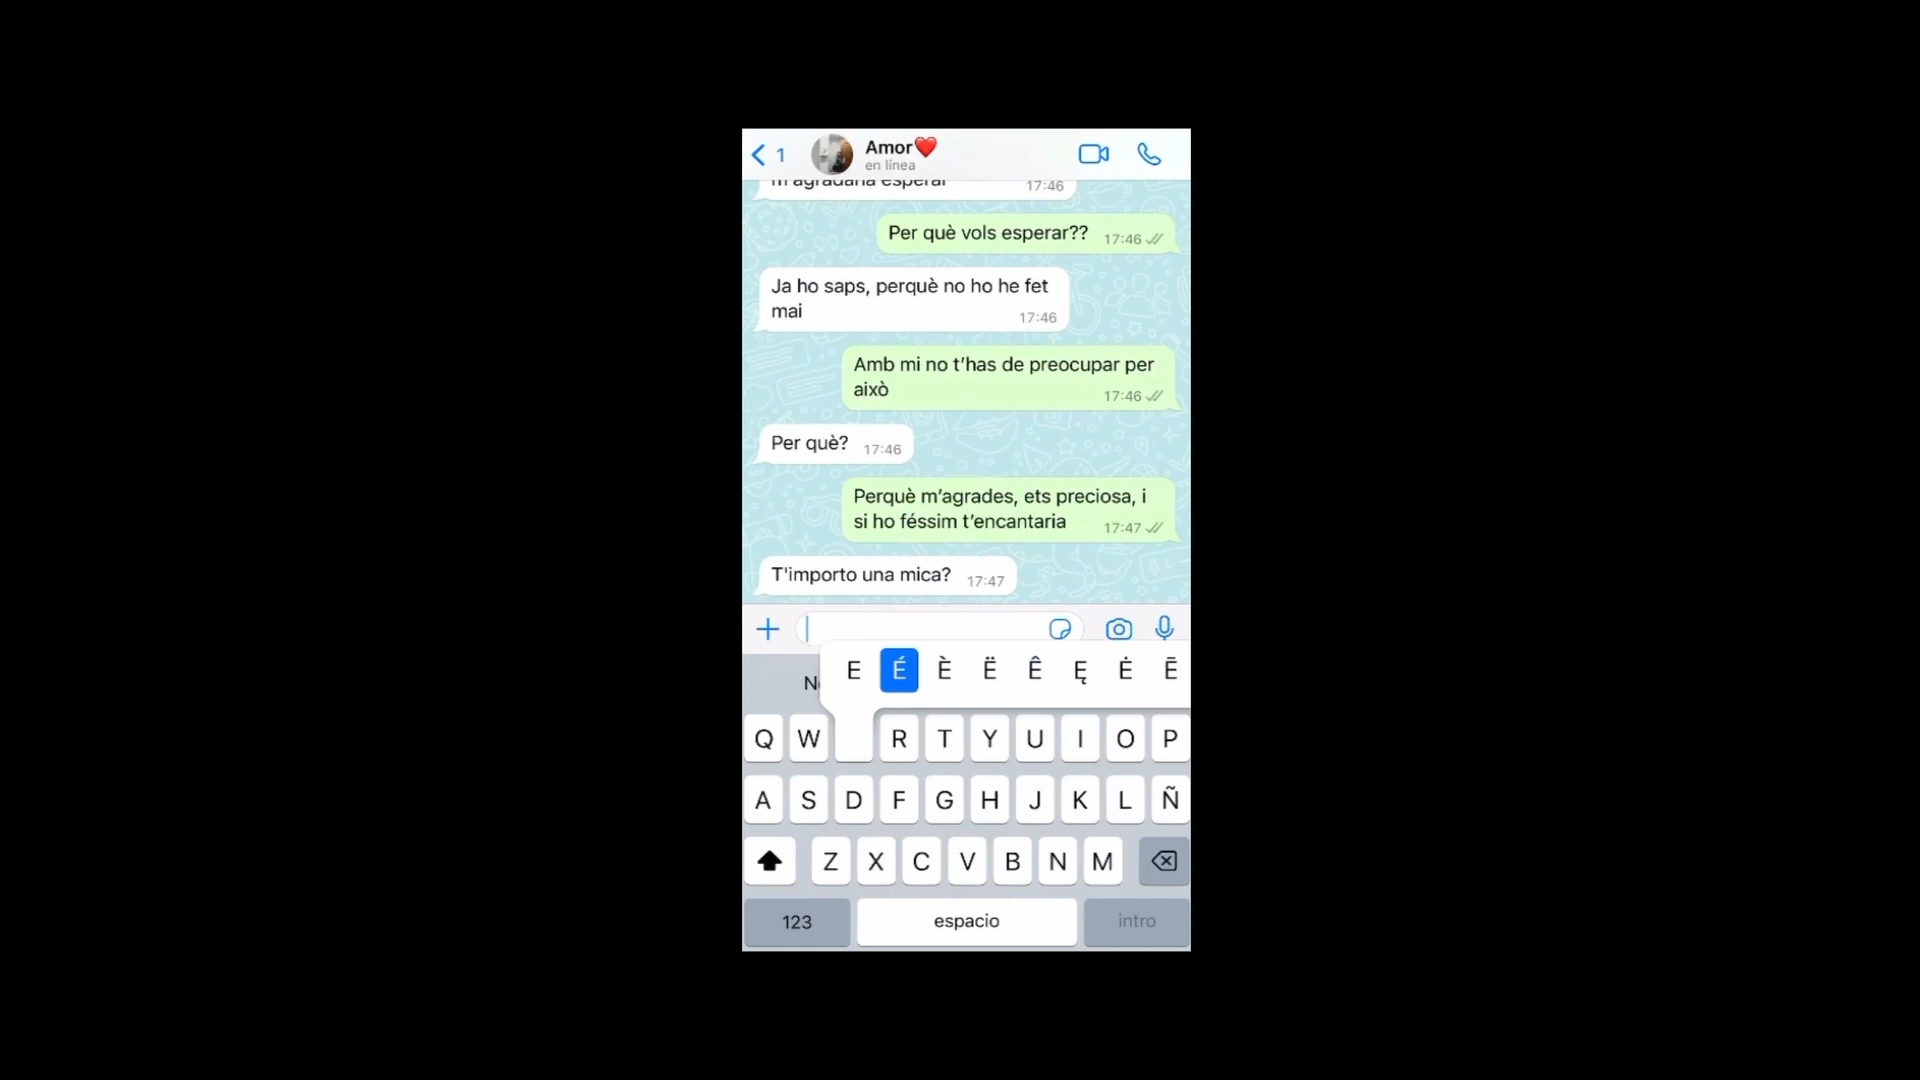 1
Amor❤️
en línea
m'agradaria esperar
17:46
Per què vols esperar??
17:46
Ja ho saps, perquè no ho he fet
mai
17:46
Amb mi no t'has de preocupar per
això
17:46
Per què?
17:46
Perquè m'agrades, ets preciosa, i
si ho féssim t'encantaria
17:47
T'importo una mica?
17:47
E É È Ë Ê Ę Ė Ē
Q W R T Y U I O P
A S D F G H J K L Ñ
Z X C V B N M
123 espacio intro